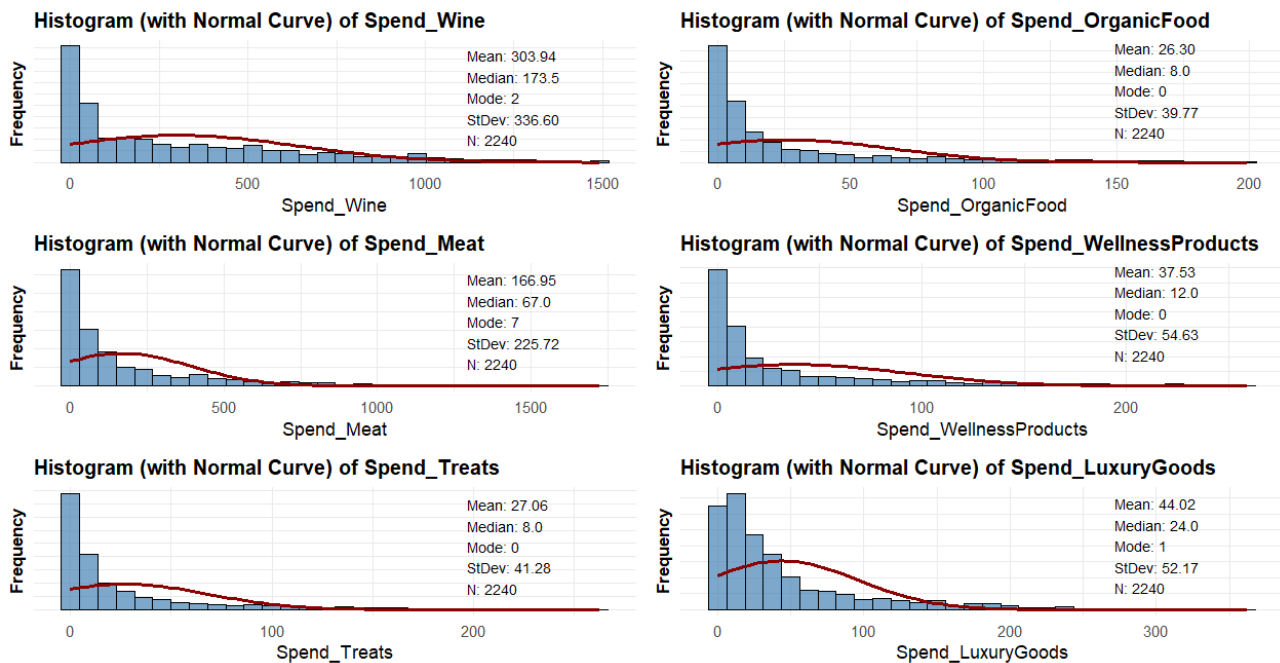 Histogram (with Normal Curve) of Spend_Wine
Frequency
Mean: 303.94
Median: 173.5
Mode: 2
StDev: 336.60
N: 2240
0 500 1000 1500
Spend_Wine
Histogram (with Normal Curve) of Spend_OrganicFood
Frequency
Mean: 26.30
Median: 8.0
Mode: 0
StDev: 39.77
N: 2240
0 50 100 150 200
Spend_OrganicFood
Histogram (with Normal Curve) of Spend_Meat
Frequency
Mean: 166.95
Median: 67.0
Mode: 7
StDev: 225.72
N: 2240
0 500 1000 1500
Spend_Meat
Histogram (with Normal Curve) of Spend_WellnessProducts
Frequency
Mean: 37.53
Median: 12.0
Mode: 0
StDev: 54.63
N: 2240
0 100 200
Spend_WellnessProducts
Histogram (with Normal Curve) of Spend_Treats
Frequency
Mean: 27.06
Median: 8.0
Mode: 0
StDev: 41.28
N: 2240
0 100 200
Spend_Treats
Histogram (with Normal Curve) of Spend_LuxuryGoods
Frequency
Mean: 44.02
Median: 24.0
Mode: 1
StDev: 52.17
N: 2240
0 100 200 300
Spend_LuxuryGoods